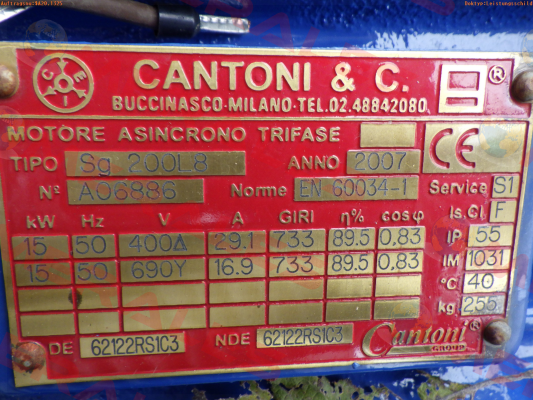 CANTONI & C. ®
BUCCINASCO-MILANO-TEL.02.48842080
MOTORE ASINCRONO TRIFASE
CE
TIPO Sg 200L8 ANNO 2007
Nº A06886 Norme EN 60034-1 Service S1
Is.Cl F
kW Hz V A GIRI η% cosφ
15 50 400Δ 29.1 733 89.5 0,83 IP 55
15 50 690Y 16.9 733 89.5 0,83 IM 1031
°C 40
kg 255
DE 62122RS1C3 NDE 62122RS1C3 Cantoni®
GROUP